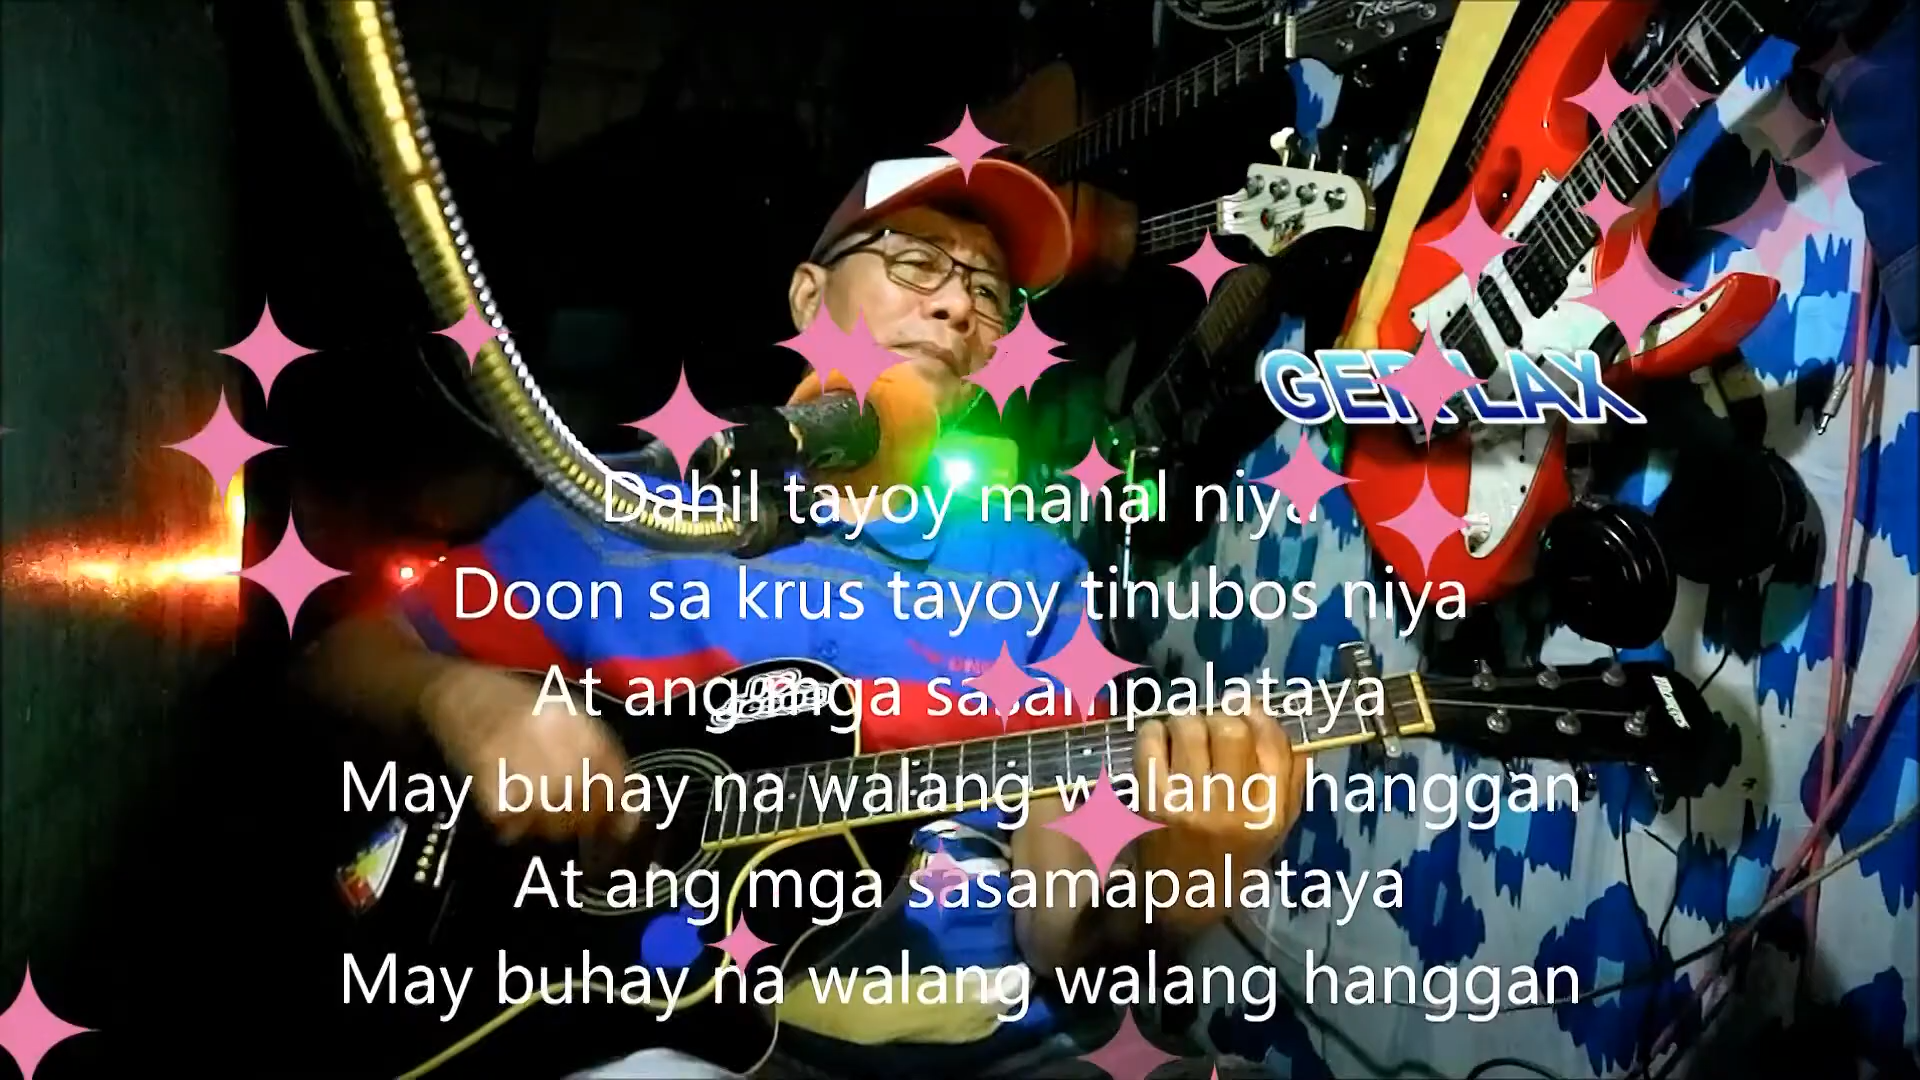 Dahil tayoy mahal niya
Doon sa krus tayoy tinubos niya
At ang mga sasampalataya
May buhay na walang walang hanggan
At ang mga sasamapalataya
May buhay na walang walang hanggan